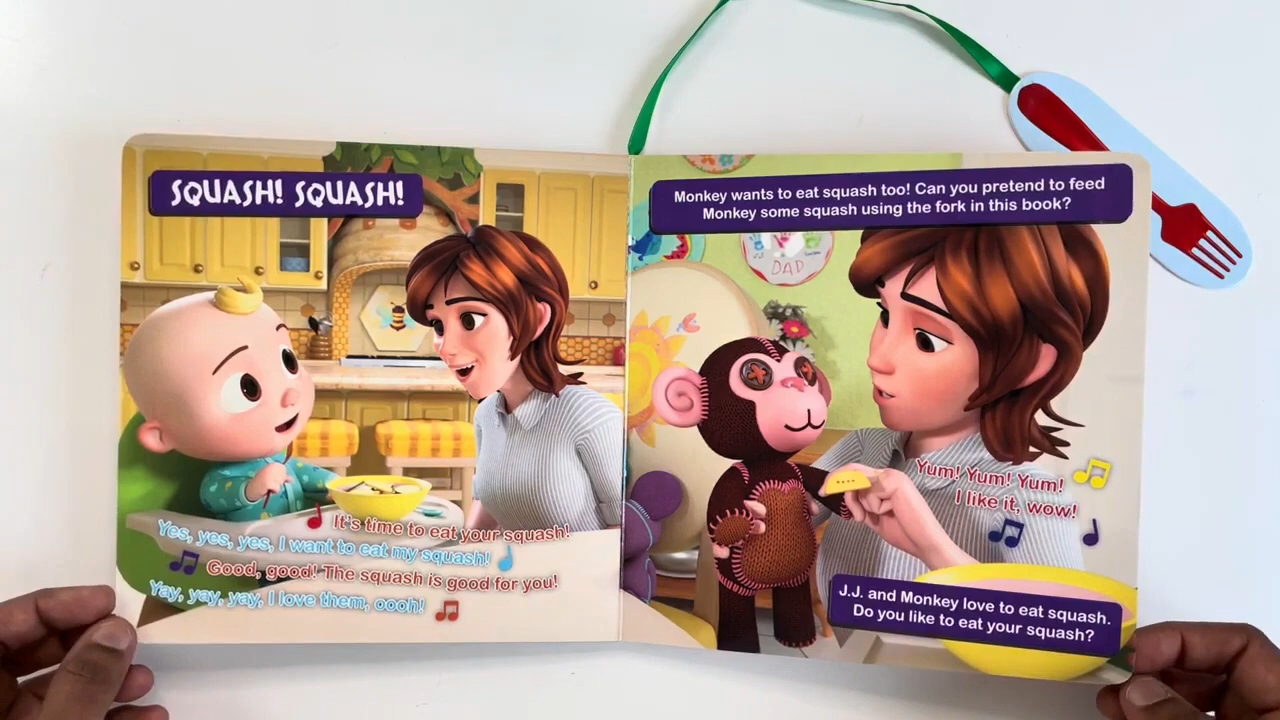 SQUASH! SQUASH!
It's time to eat your squash!
Yes, yes, yes, I want to eat my squash!
Good, good! The squash is good for you!
Yay, yay, yay, I love them, oooh!
Monkey wants to eat squash too! Can you pretend to feed
Monkey some squash using the fork in this book?
DAD
Yum! Yum! Yum!
I like it, wow!
J.J. and Monkey love to eat squash.
Do you like to eat your squash?